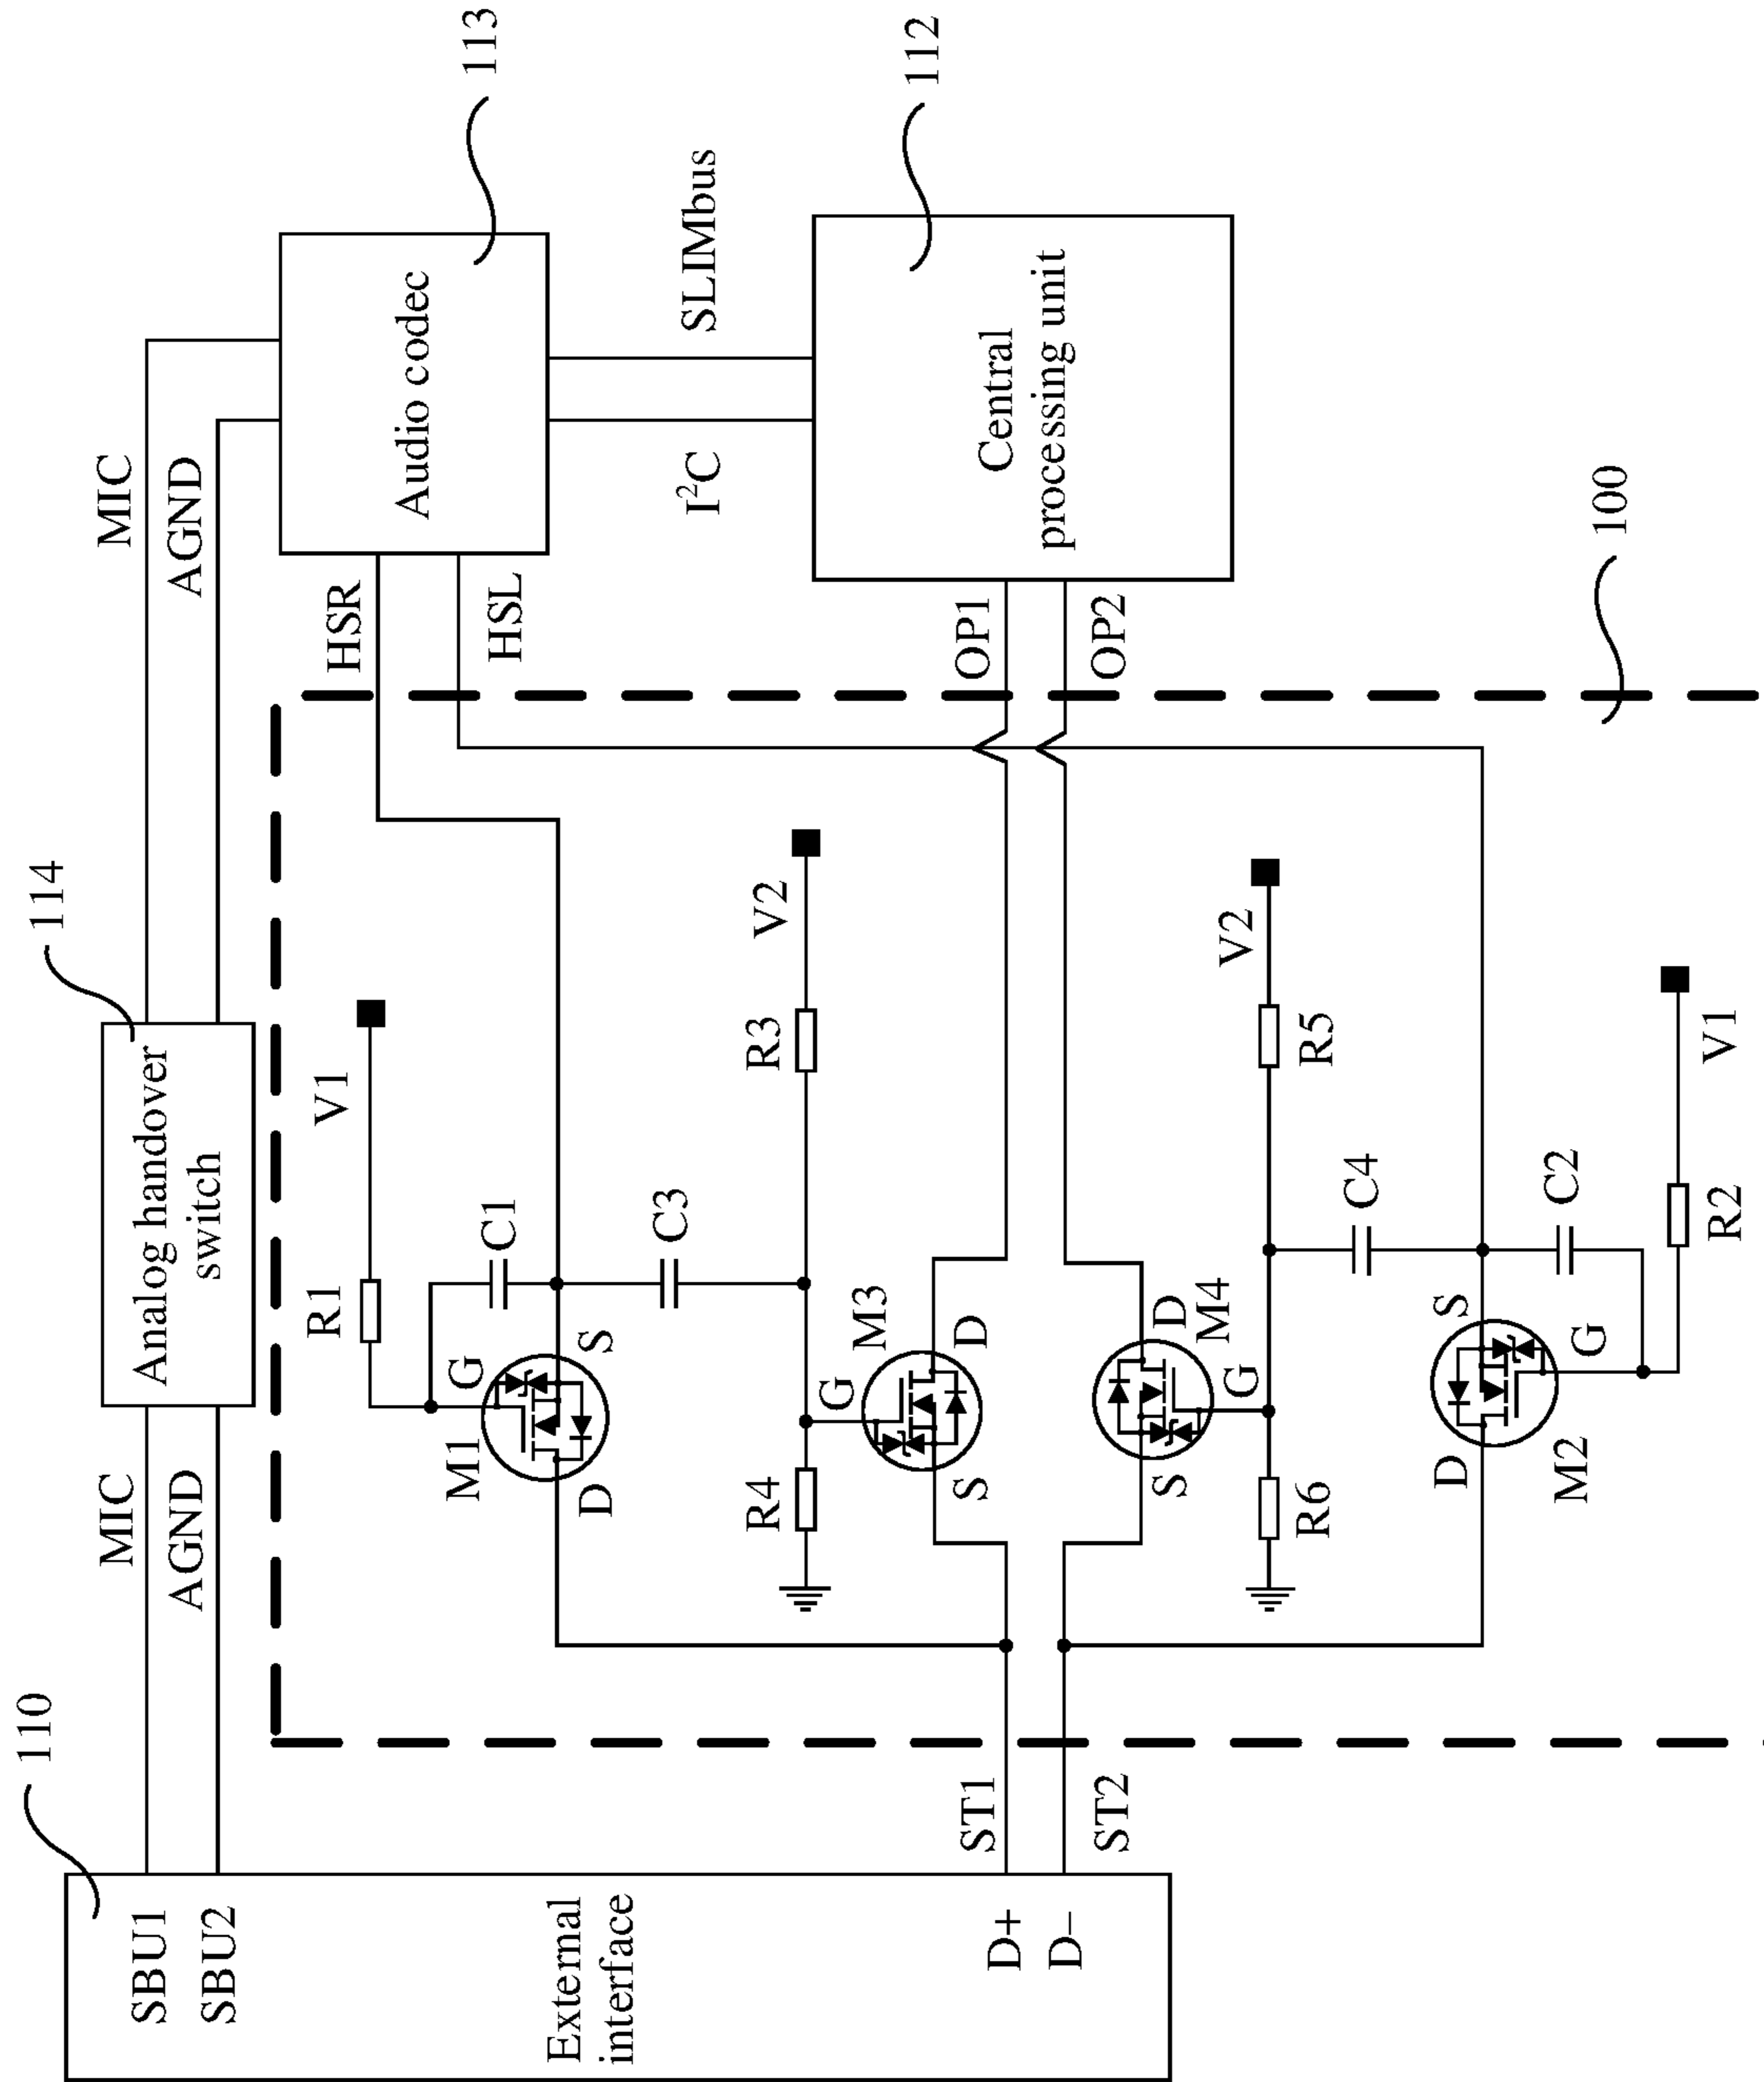 110
SBU1
SBU2
External
interface
D+
D−
ST1
ST2
MIC
AGND
114
Analog handover
switch
MIC
AGND
113
Audio codec
HSR
HSL
I²C
SLIMbus
112
Central
processing unit
OP1
OP2
100
V1
R1
C1
G
M1
S
D
C3
V2
R3
R4
M3
G
D
S
D
M4
G
S
V2
R5
R6
C4
C2
S
G
D
M2
R2
V1